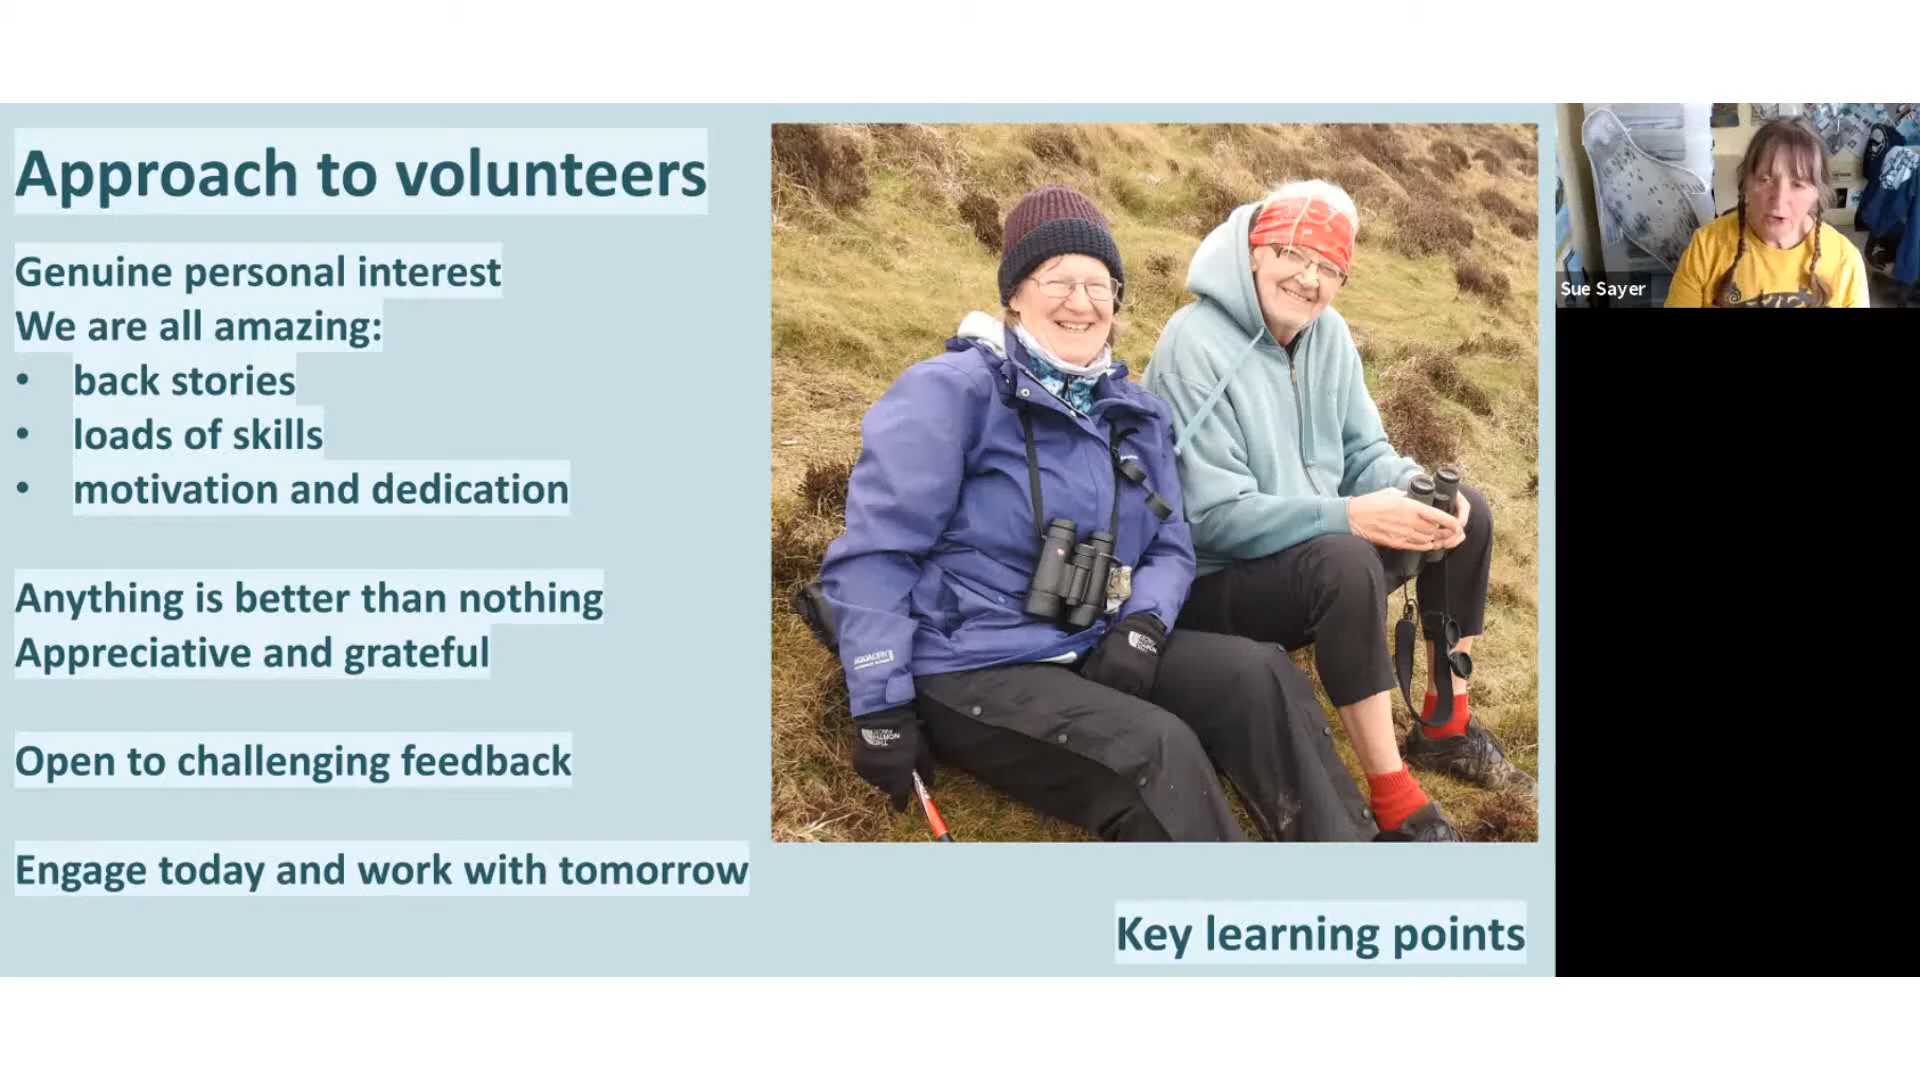 Approach to volunteers
Genuine personal interest
We are all amazing:
• back stories
• loads of skills
• motivation and dedication
Anything is better than nothing
Appreciative and grateful
Open to challenging feedback
Engage today and work with tomorrow
Key learning points
Sue Sayer